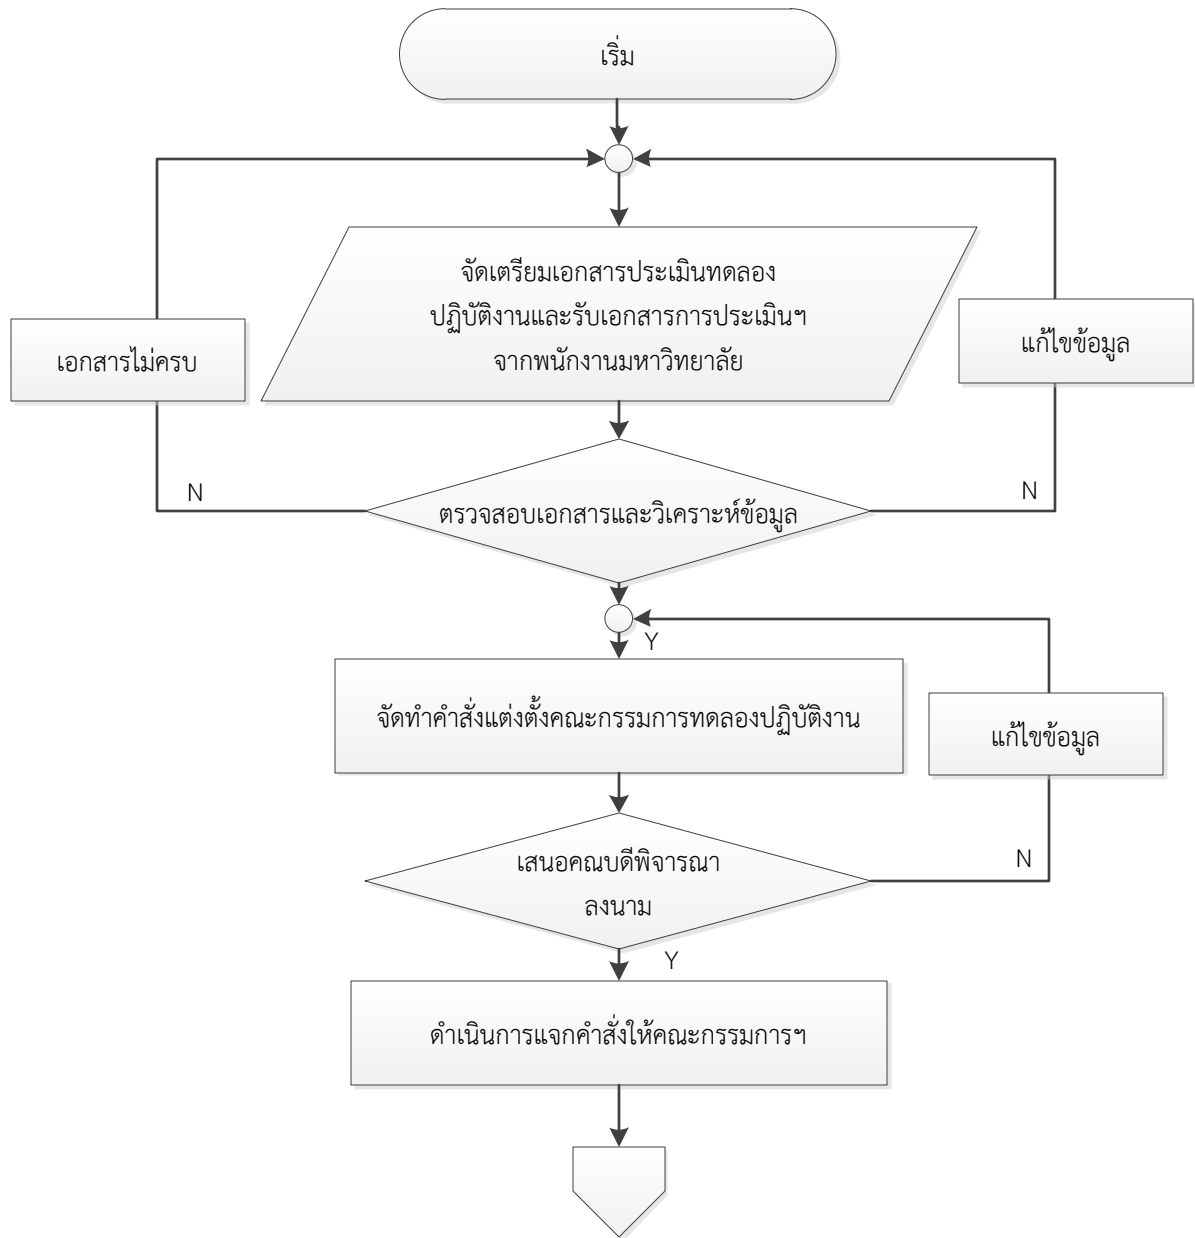 เริ่ม
จัดเตรียมเอกสารประเมินทดลอง
ปฏิบัติงานและรับเอกสารการประเมินฯ
จากพนักงานมหาวิทยาลัย
เอกสารไม่ครบ
แก้ไขข้อมูล
N
N
ตรวจสอบเอกสารและวิเคราะห์ข้อมูล
Y
จัดทำคำสั่งแต่งตั้งคณะกรรมการทดลองปฏิบัติงาน
แก้ไขข้อมูล
เสนอคณบดีพิจารณา
ลงนาม
N
Y
ดำเนินการแจกคำสั่งให้คณะกรรมการฯ